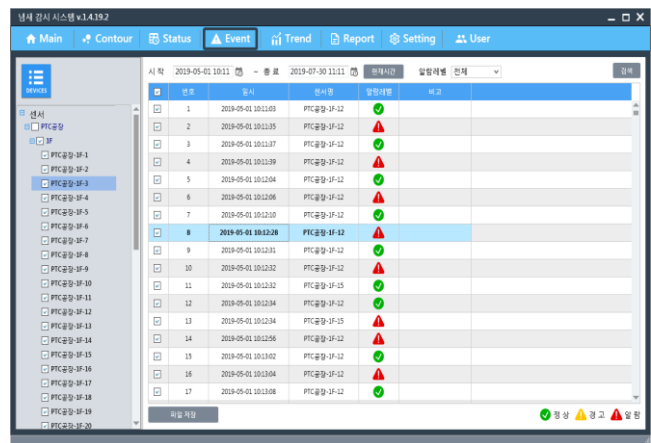 냄새 감시 시스템 v.1.4.19.2
Main Contour Status Event Trend Report Setting User
DEVICES
시 작 2019-05-01 10:11 ~ 종 료 2019-07-30 11:11 현재시간 알람레벨 전체 검색
번호 일시 센서명 알람레벨 비고
1 2019-05-01 10:11:03 PTC공장-1F-12
2 2019-05-01 10:11:35 PTC공장-1F-12
3 2019-05-01 10:11:37 PTC공장-1F-12
4 2019-05-01 10:11:39 PTC공장-1F-12
5 2019-05-01 10:12:04 PTC공장-1F-12
6 2019-05-01 10:12:06 PTC공장-1F-12
7 2019-05-01 10:12:10 PTC공장-1F-12
8 2019-05-01 10:12:28 PTC공장-1F-12
9 2019-05-01 10:12:31 PTC공장-1F-12
10 2019-05-01 10:12:32 PTC공장-1F-12
11 2019-05-01 10:12:32 PTC공장-1F-15
12 2019-05-01 10:12:34 PTC공장-1F-12
13 2019-05-01 10:12:34 PTC공장-1F-15
14 2019-05-01 10:12:56 PTC공장-1F-12
15 2019-05-01 10:13:02 PTC공장-1F-12
16 2019-05-01 10:13:04 PTC공장-1F-12
17 2019-05-01 10:13:08 PTC공장-1F-12
센서
PTC공장
1F
PTC공장-1F-1
PTC공장-1F-2
PTC공장-1F-3
PTC공장-1F-4
PTC공장-1F-5
PTC공장-1F-6
PTC공장-1F-7
PTC공장-1F-8
PTC공장-1F-9
PTC공장-1F-10
PTC공장-1F-11
PTC공장-1F-12
PTC공장-1F-13
PTC공장-1F-14
PTC공장-1F-15
PTC공장-1F-16
PTC공장-1F-17
PTC공장-1F-18
PTC공장-1F-19
PTC공장-1F-20
파일 저장 정 상 경 고 알 람